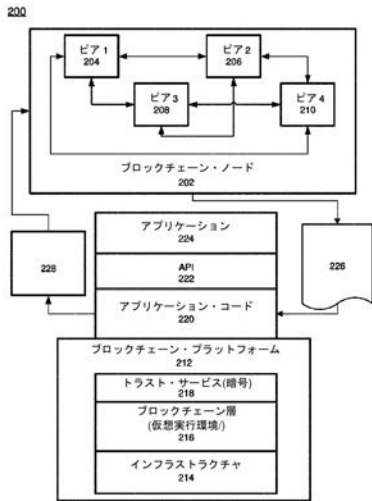 200
ピア 1
204
ピア 2
206
ピア 3
208
ピア 4
210
ブロックチェーン・ノード
202
アプリケーション
224
API
222
アプリケーション・コード
220
228
226
ブロックチェーン・プラットフォーム
212
トラスト・サービス(暗号)
218
ブロックチェーン層
(仮想実行環境/)
216
インフラストラクチャ
214